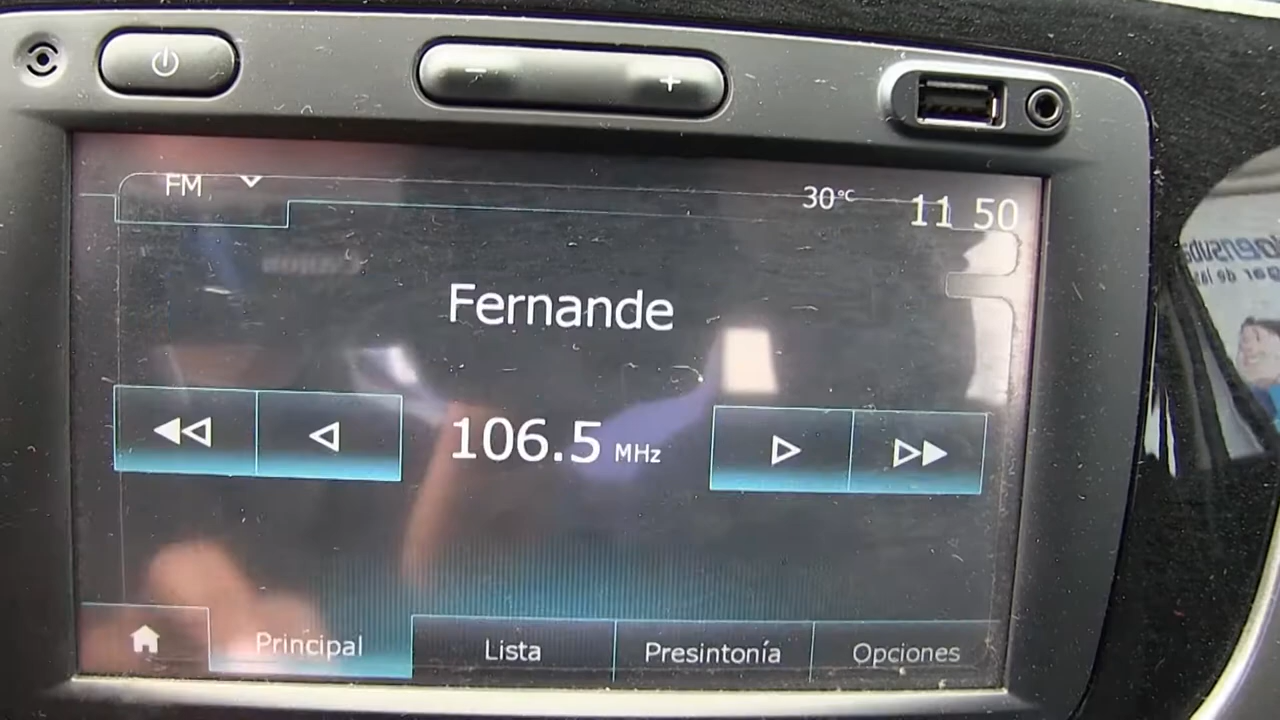 FM
30°C
11 50
Fernande
106.5 MHz
Principal
Lista
Presintonía
Opciones